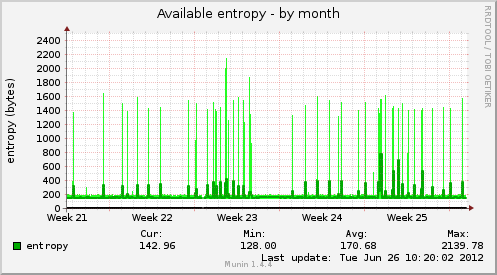 Available entropy - by month
RRDTOOL / TOBI OETIKER
entropy (bytes)
2400
2200
2000
1800
1600
1400
1200
1000
800
600
400
200
0
Week 21 Week 22 Week 23 Week 24 Week 25
Cur: Min: Avg: Max:
entropy 142.96 128.00 170.68 2139.78
Last update: Tue Jun 26 10:20:02 2012
Munin 1.4.4